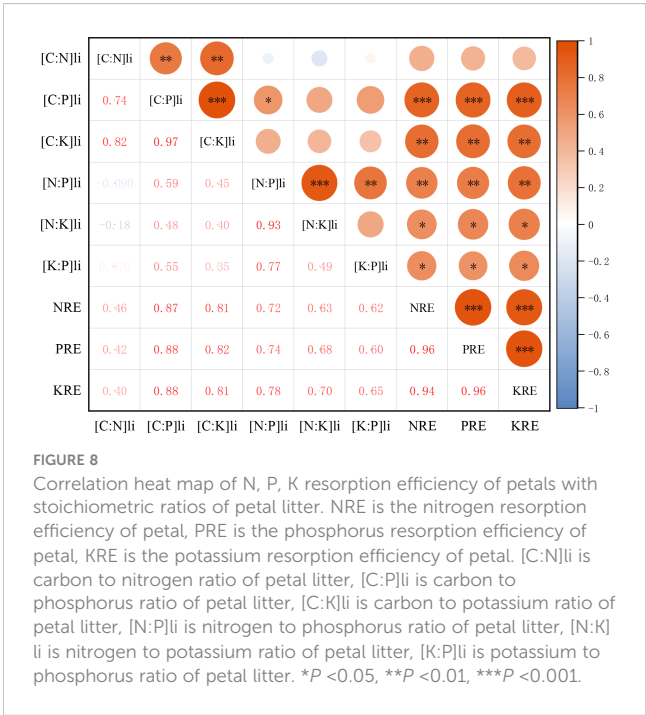 [C:N]li [C:N]li ** ** 1
[C:P]li 0.74 [C:P]li *** * *** *** *** 0.8
[C:K]li 0.82 0.97 [C:K]li ** ** ** 0.6
[N:P]li -0.090 0.59 0.45 [N:P]li *** ** ** ** ** 0.4
0.2
[N:K]li -0.18 0.48 0.40 0.93 [N:K]li * * * 0
[K:P]li 0.55 0.35 0.77 0.49 [K:P]li * * * -0.2
NRE 0.46 0.87 0.81 0.72 0.63 0.62 NRE *** *** -0.4
-0.6
PRE 0.42 0.88 0.82 0.74 0.68 0.60 0.96 PRE *** -0.8
KRE 0.40 0.88 0.81 0.78 0.70 0.65 0.94 0.96 KRE -1
[C:N]li [C:P]li [C:K]li [N:P]li [N:K]li [K:P]li NRE PRE KRE
FIGURE 8
Correlation heat map of N, P, K resorption efficiency of petals with
stoichiometric ratios of petal litter. NRE is the nitrogen resorption
efficiency of petal, PRE is the phosphorus resorption efficiency of
petal, KRE is the potassium resorption efficiency of petal. [C:N]li is
carbon to nitrogen ratio of petal litter, [C:P]li is carbon to
phosphorus ratio of petal litter, [C:K]li is carbon to potassium ratio of
petal litter, [N:P]li is nitrogen to phosphorus ratio of petal litter, [N:K]
li is nitrogen to potassium ratio of petal litter, [K:P]li is potassium to
phosphorus ratio of petal litter. *P <0.05, **P <0.01, ***P <0.001.